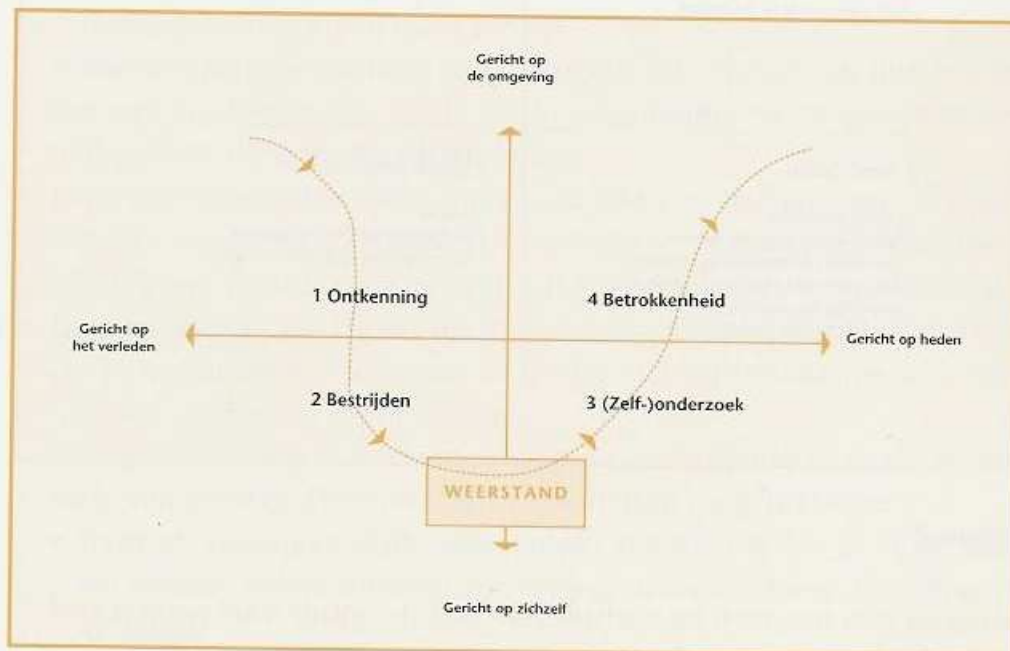 Gericht op
de omgeving
1 Ontkenning
4 Betrokkenheid
Gericht op
het verleden
Gericht op heden
2 Bestrijden
3 (Zelf-)onderzoek
WEERSTAND
Gericht op zichzelf